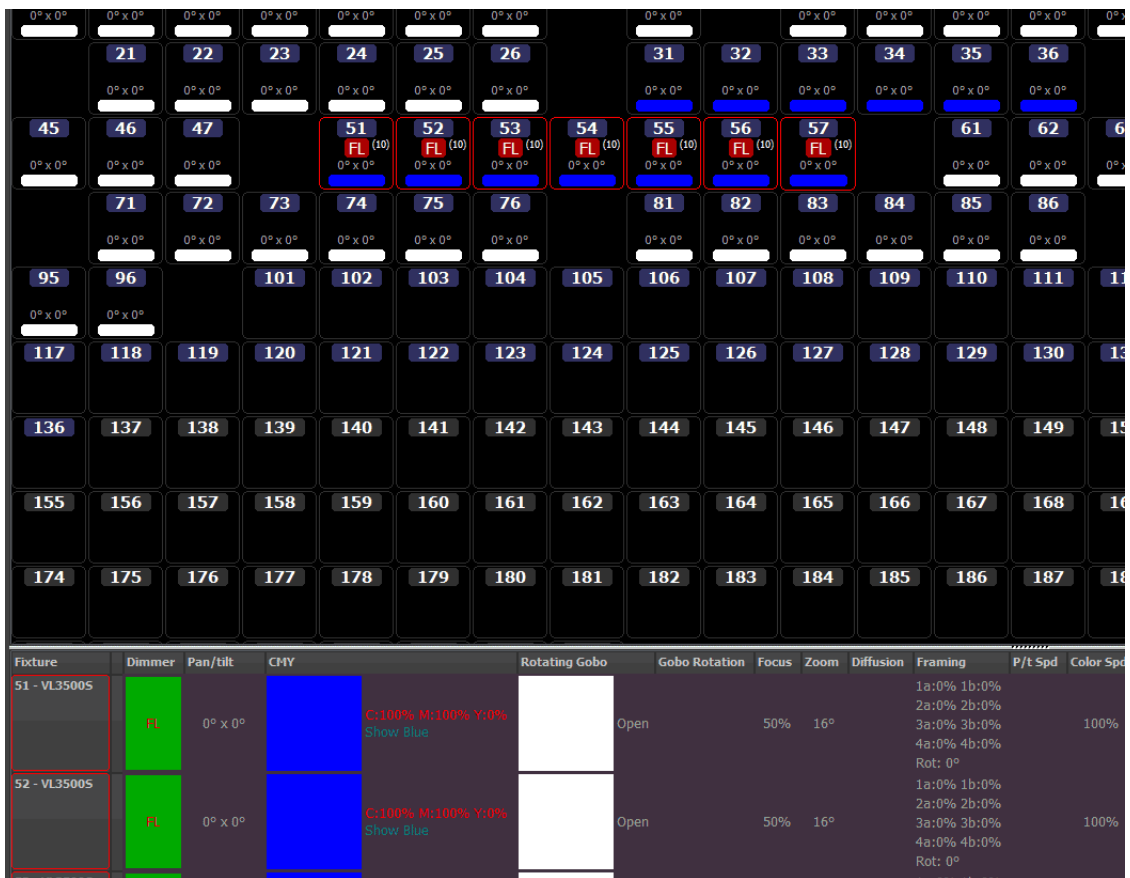 0° x 0° 0° x 0° 0° x 0° 0° x 0° 0° x 0° 0° x 0° 0° x 0° 0° x 0° 0° x 0° 0° x 0° 0° x 0° 0° x 0°
21 22 23 24 25 26 31 32 33 34 35 36
0° x 0° 0° x 0° 0° x 0° 0° x 0° 0° x 0° 0° x 0° 0° x 0° 0° x 0° 0° x 0° 0° x 0° 0° x 0° 0° x 0°
45 46 47 51 52 53 54 55 56 57 61 62
FL (10) FL (10) FL (10) FL (10) FL (10) FL (10) FL (10)
0° x 0° 0° x 0° 0° x 0° 0° x 0° 0° x 0° 0° x 0° 0° x 0° 0° x 0° 0° x 0° 0° x 0° 0° x 0° 0° x 0°
71 72 73 74 75 76 81 82 83 84 85 86
0° x 0° 0° x 0° 0° x 0° 0° x 0° 0° x 0° 0° x 0° 0° x 0° 0° x 0° 0° x 0° 0° x 0° 0° x 0° 0° x 0°
95 96 101 102 103 104 105 106 107 108 109 110 111
0° x 0° 0° x 0°
117 118 119 120 121 122 123 124 125 126 127 128 129 130
136 137 138 139 140 141 142 143 144 145 146 147 148 149
155 156 157 158 159 160 161 162 163 164 165 166 167 168
174 175 176 177 178 179 180 181 182 183 184 185 186 187
Fixture Dimmer Pan/tilt CMY Rotating Gobo Gobo Rotation Focus Zoom Diffusion Framing P/t Spd Color Spd
51 - VL3500S 1a:0% 1b:0%
2a:0% 2b:0%
FL 0° x 0° C:100% M:100% Y:0% Open 50% 16° 3a:0% 3b:0% 100%
Show Blue 4a:0% 4b:0%
Rot: 0°
52 - VL3500S 1a:0% 1b:0%
2a:0% 2b:0%
FL 0° x 0° C:100% M:100% Y:0% Open 50% 16° 3a:0% 3b:0% 100%
Show Blue 4a:0% 4b:0%
Rot: 0°